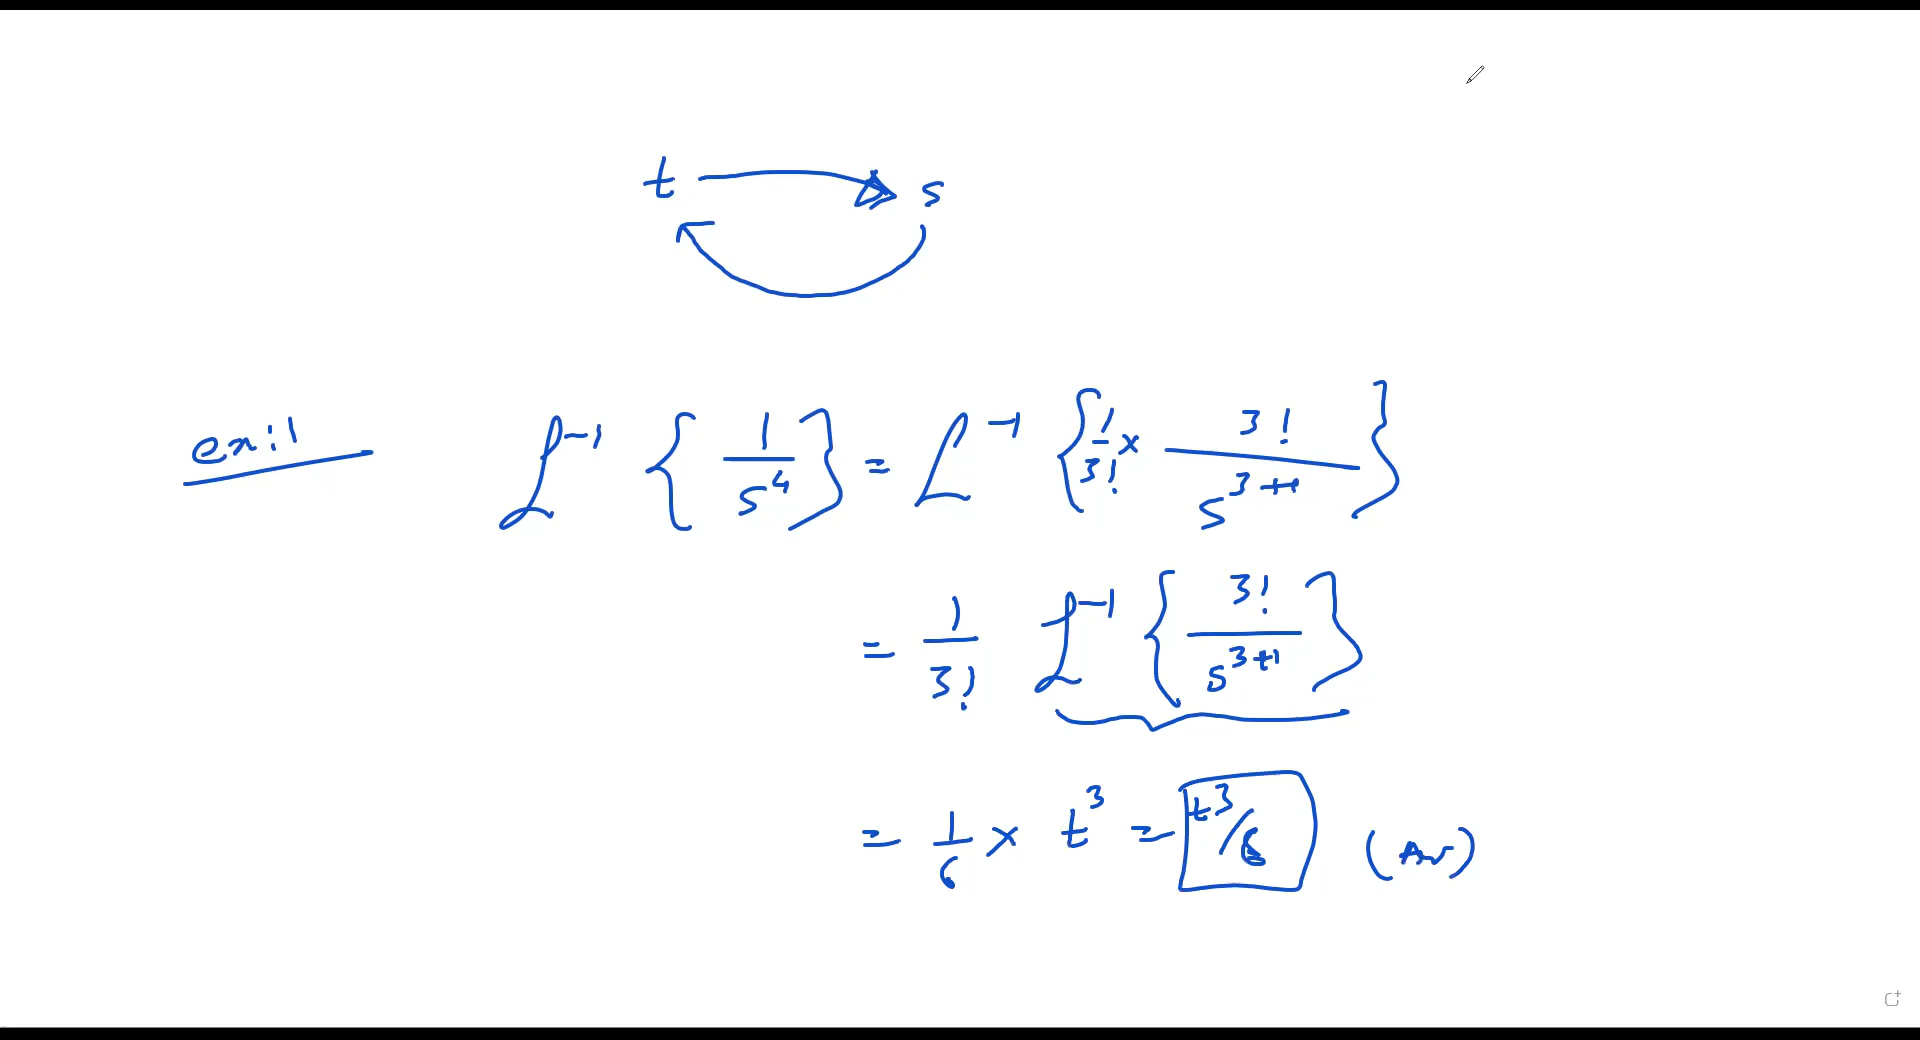 t s
ex:1 ℒ⁻¹ { 1/s⁴ } = ℒ⁻¹ { 1/3! × 3!/s³⁺¹ }
= 1/3! ℒ⁻¹ { 3!/s³⁺¹ }
= 1/6 × t³ = t³/6 (Av)